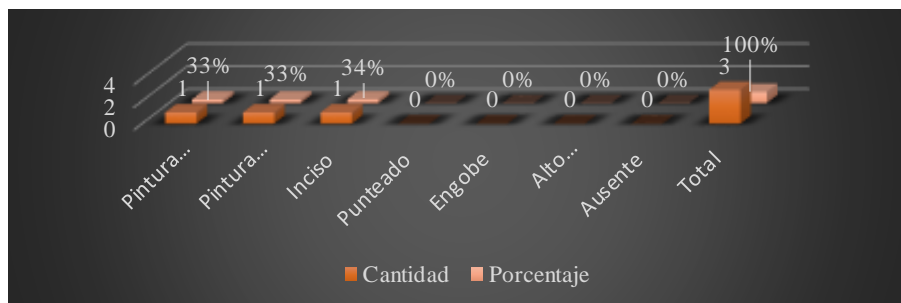 100%
33% 33% 34% 0% 0% 0% 0% 3
1 1 1 0 0 0 0
4
2
0
Pintura...
Pintura...
Inciso
Punteado
Engobe
Alto...
Ausente
Total
Cantidad Porcentaje